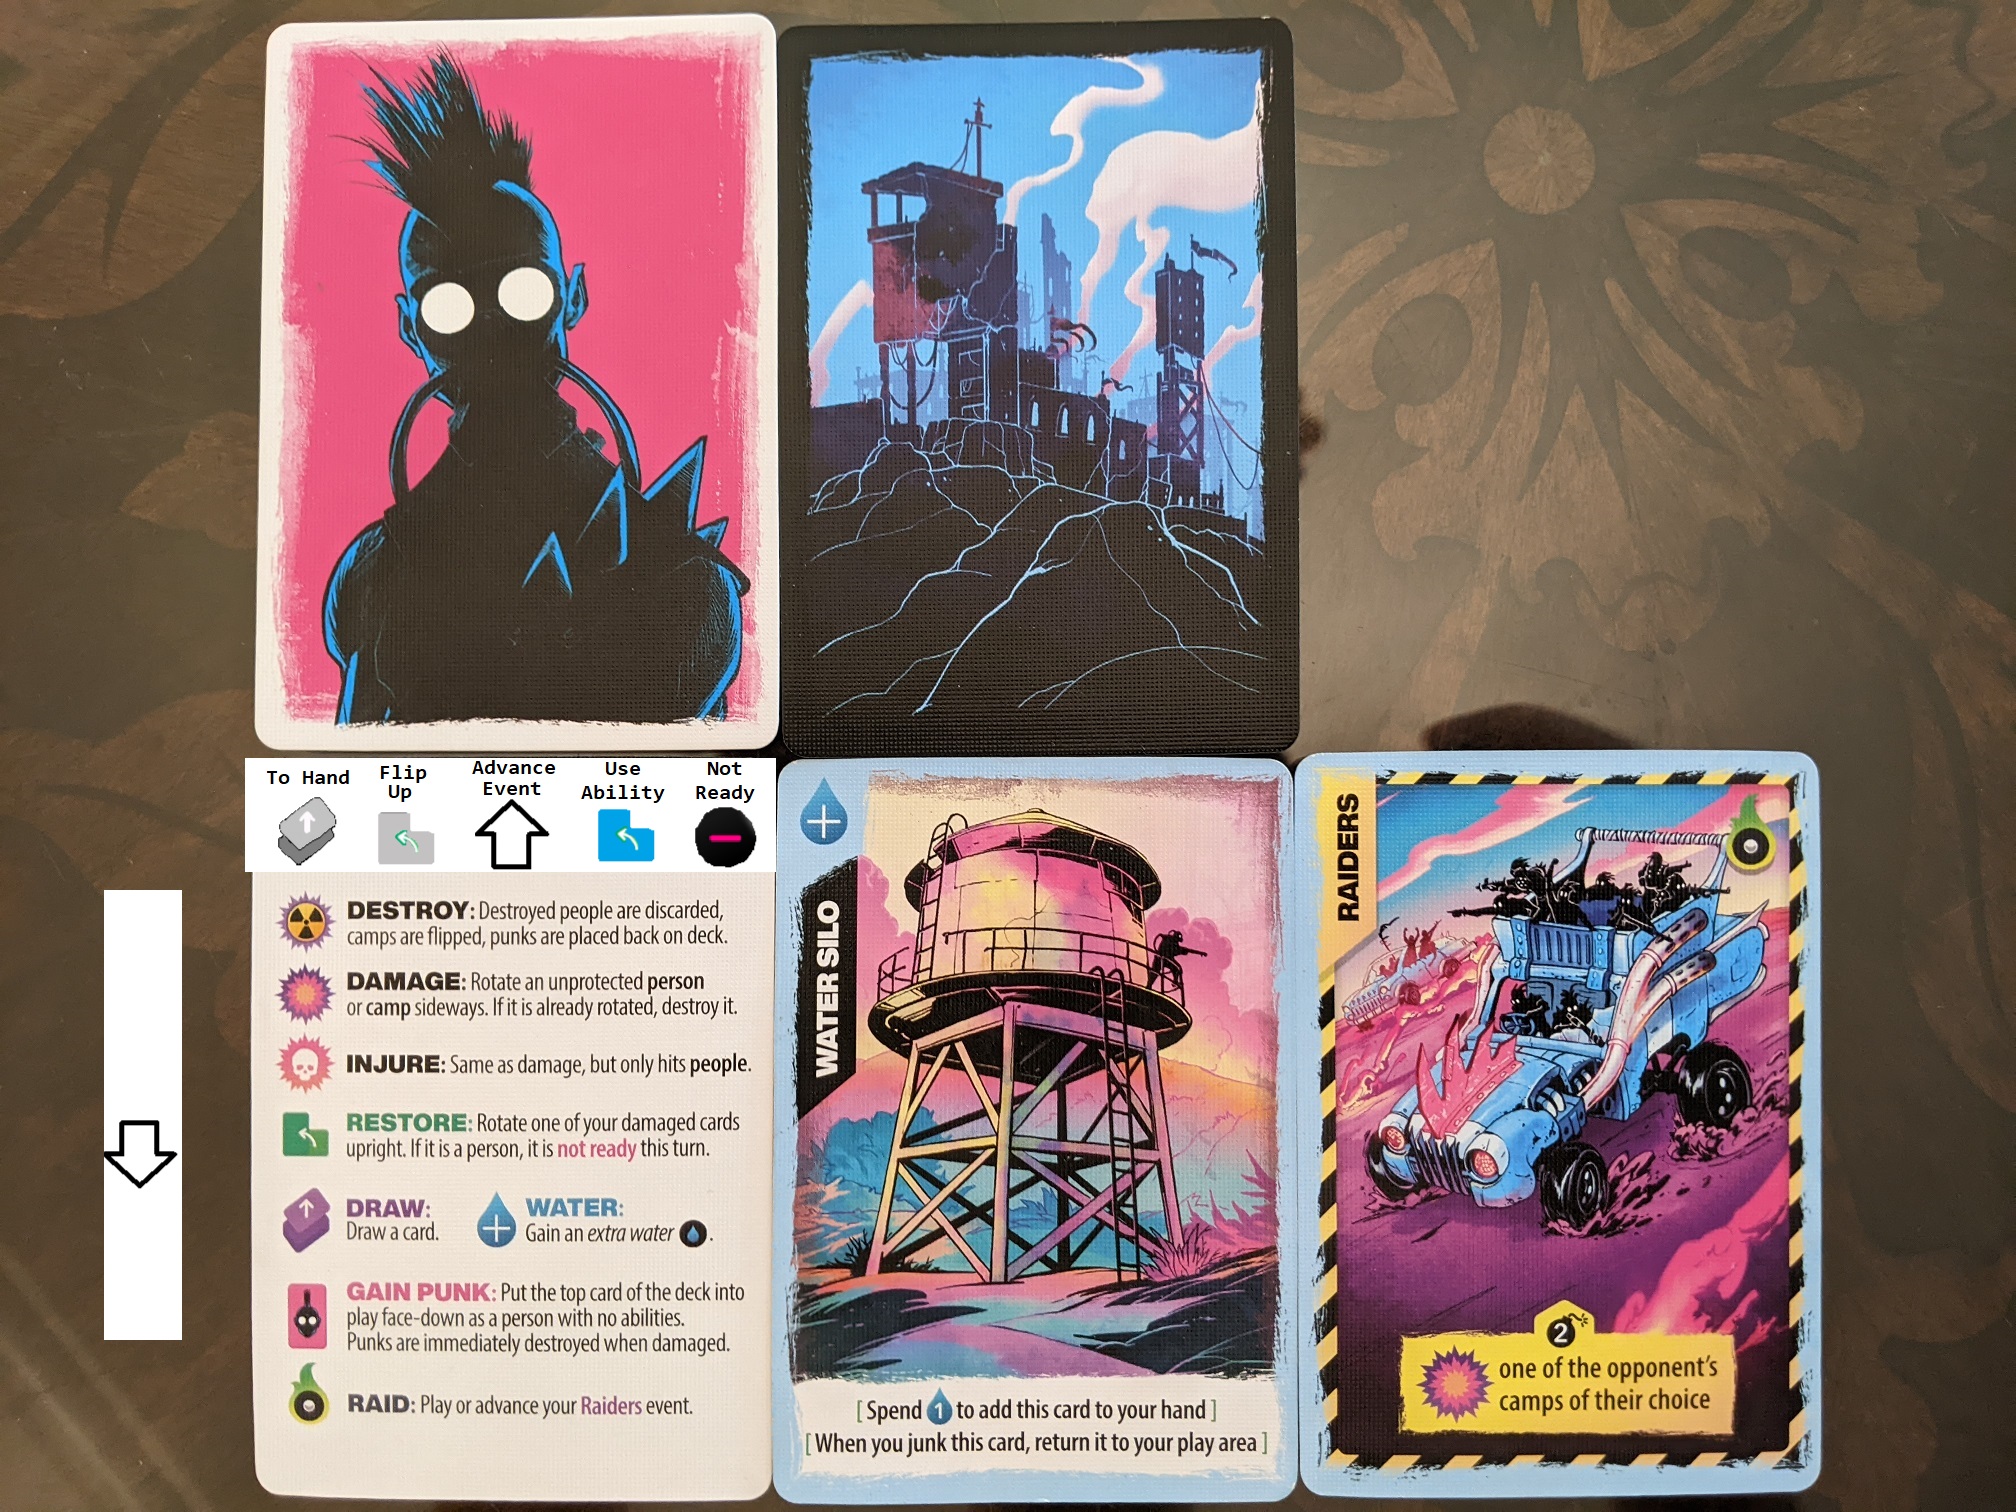 To Hand
Flip
Up
Advance
Event
Use
Ability
Not
Ready
DESTROY: Destroyed people are discarded,
camps are flipped, punks are placed back on deck.
DAMAGE: Rotate an unprotected person
or camp sideways. If it is already rotated, destroy it.
INJURE: Same as damage, but only hits people.
RESTORE: Rotate one of your damaged cards
upright. If it is a person, it is not ready this turn.
DRAW:
Draw a card.
WATER:
Gain an extra water .
GAIN PUNK: Put the top card of the deck into
play face-down as a person with no abilities.
Punks are immediately destroyed when damaged.
RAID: Play or advance your Raiders event.
WATER SILO
[ Spend 1 to add this card to your hand ]
[ When you junk this card, return it to your play area ]
RAIDERS
2
one of the opponent's
camps of their choice